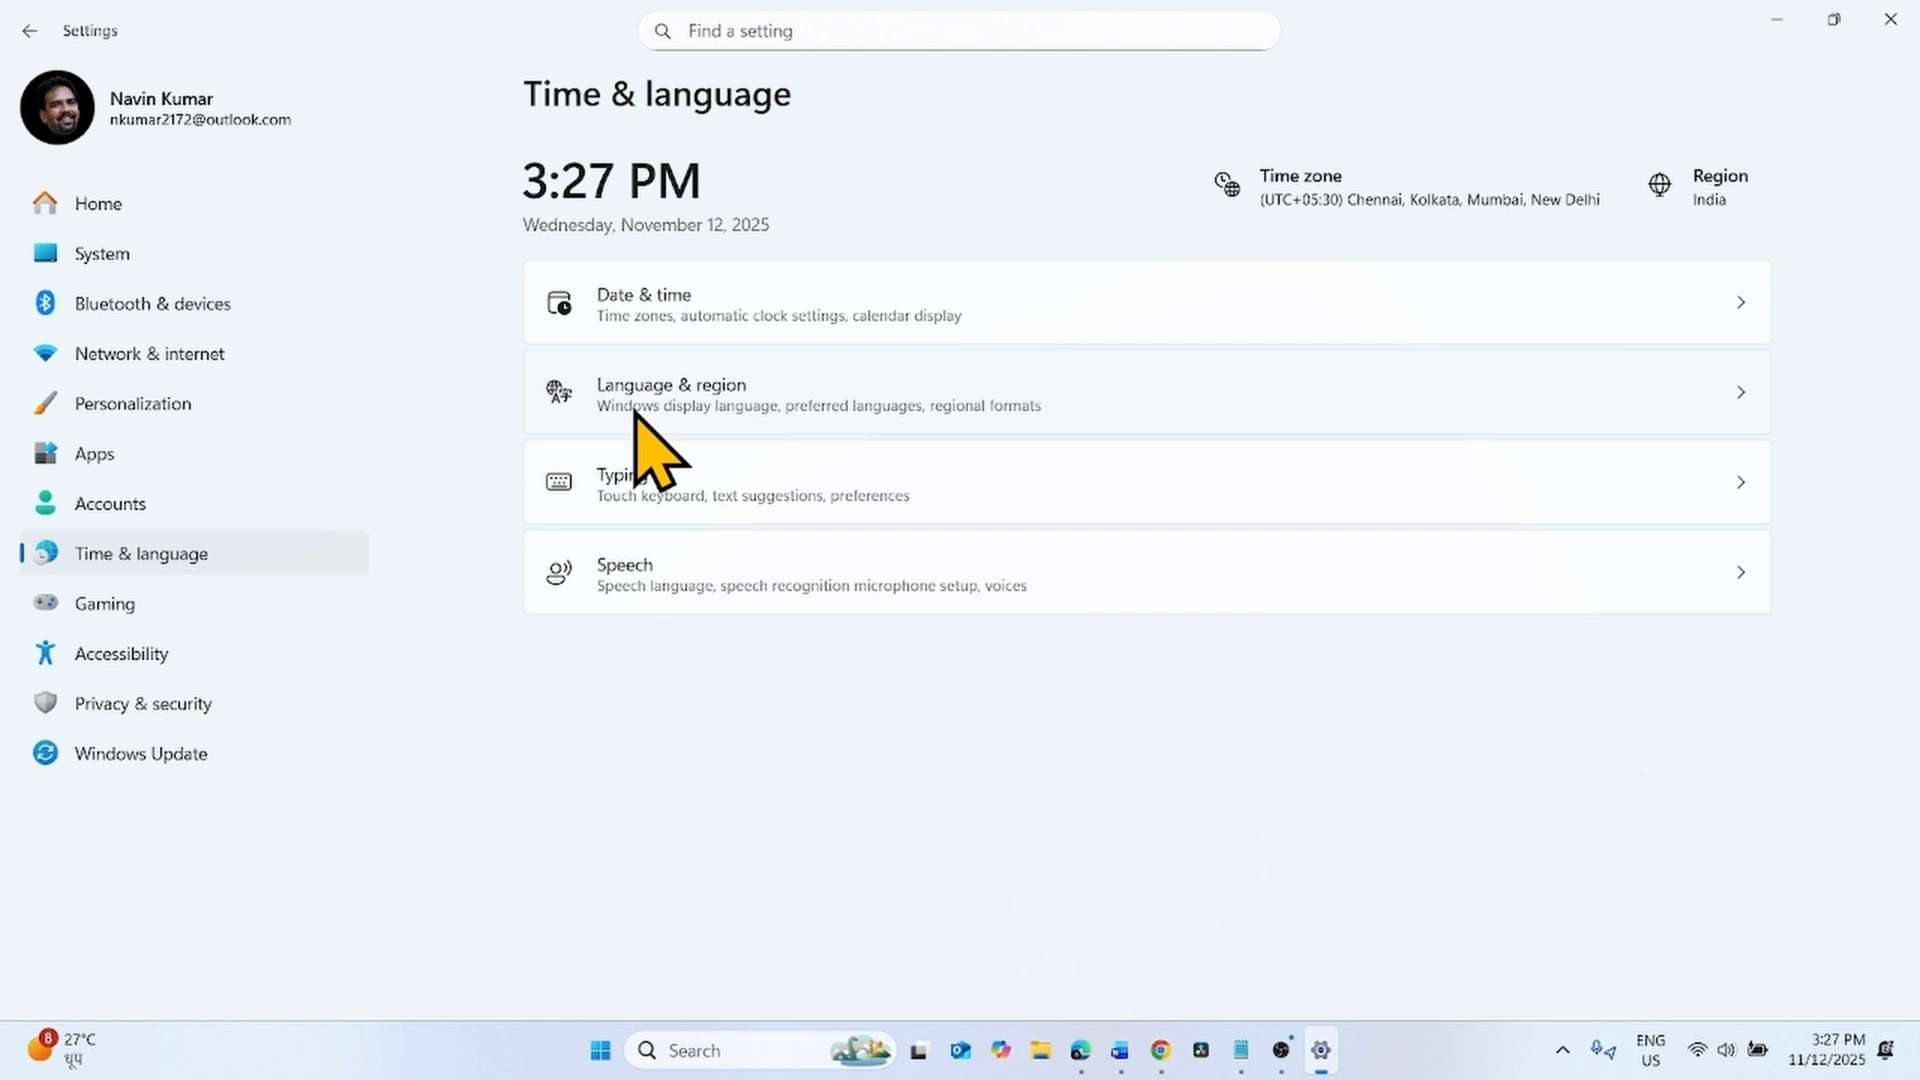 Settings
Find a setting
Navin Kumar
nkumar2172@outlook.com
Home
System
Bluetooth & devices
Network & internet
Personalization
Apps
Accounts
Time & language
Gaming
Accessibility
Privacy & security
Windows Update
Time & language
3:27 PM
Wednesday, November 12, 2025
Time zone
(UTC+05:30) Chennai, Kolkata, Mumbai, New Delhi
Region
India
Date & time
Time zones, automatic clock settings, calendar display
Language & region
Windows display language, preferred languages, regional formats
Typing
Touch keyboard, text suggestions, preferences
Speech
Speech language, speech recognition microphone setup, voices
8
27°C
धूप
Search
ENG
US
3:27 PM
11/12/2025